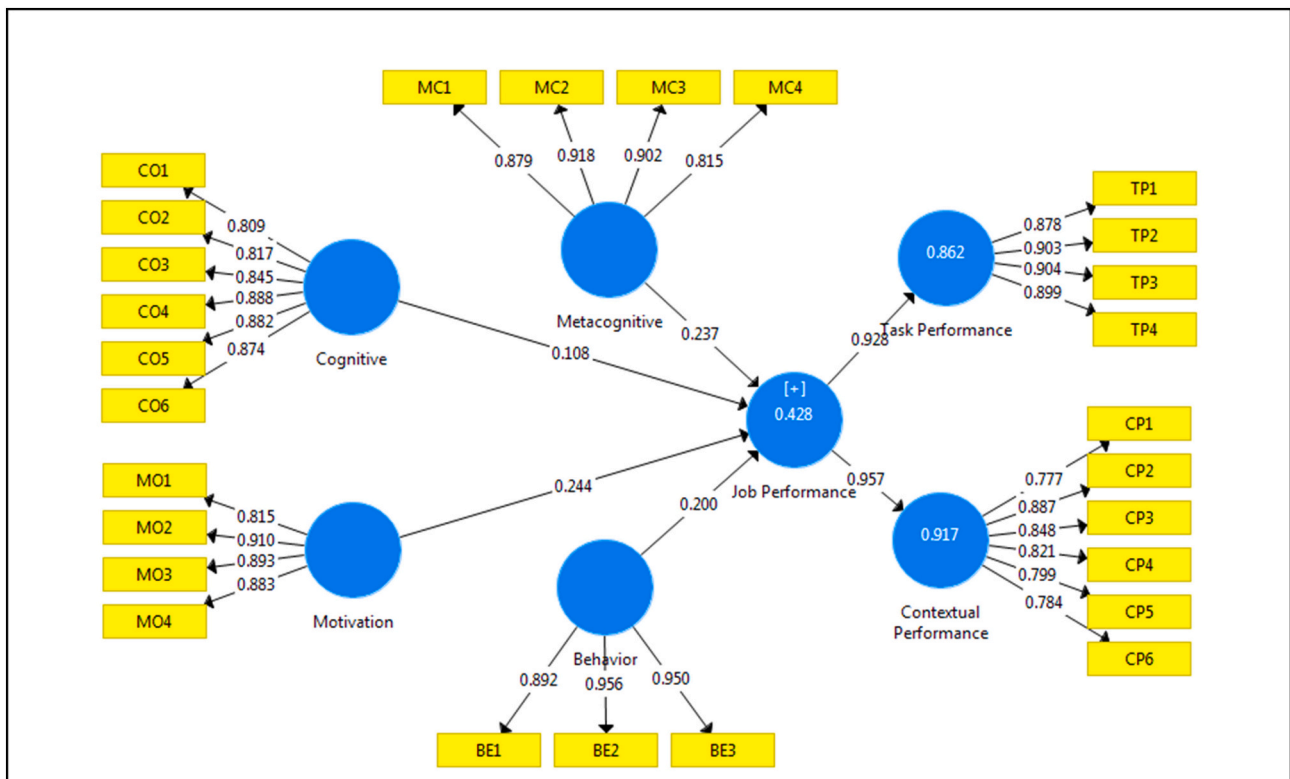 MC1
MC2
MC3
MC4
0.879
0.918
0.902
0.815
Metacognitive
CO1
CO2
CO3
CO4
CO5
CO6
0.809
0.817
0.845
0.888
0.882
0.874
Cognitive
0.108
0.237
MO1
MO2
MO3
MO4
0.815
0.910
0.893
0.883
Motivation
0.244
0.200
Behavior
0.892
0.956
0.950
BE1
BE2
BE3
[+]
0.428
Job Performance
0.928
0.957
0.862
Task Performance
0.878
0.903
0.904
0.899
TP1
TP2
TP3
TP4
0.917
Contextual
Performance
0.777
0.887
0.848
0.821
0.799
0.784
CP1
CP2
CP3
CP4
CP5
CP6